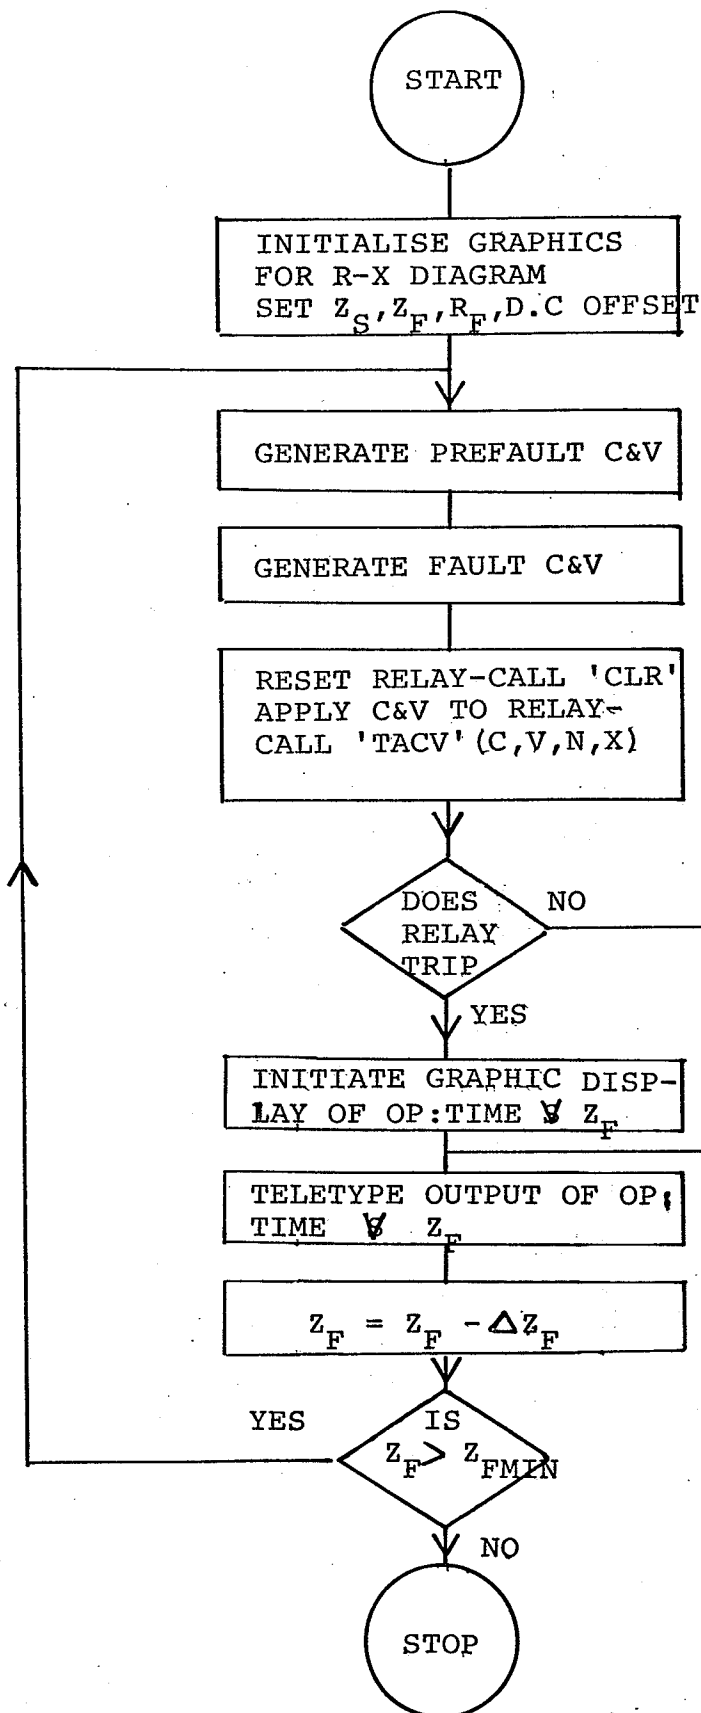 START
INITIALISE GRAPHICS
FOR R-X DIAGRAM
SET Z_S,Z_F,R_F,D.C OFFSET
GENERATE PREFAULT C&V
GENERATE FAULT C&V
RESET RELAY-CALL 'CLR'
APPLY C&V TO RELAY-
CALL 'TACV'(C,V,N,X)
DOES
RELAY
TRIP
NO
YES
INITIATE GRAPHIC DISP-
LAY OF OP:TIME VS Z_F
TELETYPE OUTPUT OF OP:
TIME VS Z_F
Z_F = Z_F - ΔZ_F
YES
IS
Z_F > Z_FMIN
NO
STOP